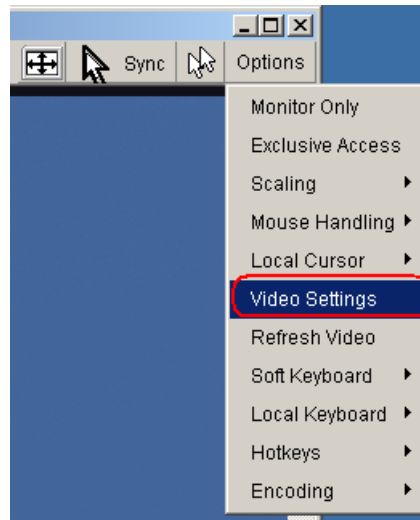 Sync Options
Monitor Only
Exclusive Access
Scaling
Mouse Handling
Local Cursor
Video Settings
Refresh Video
Soft Keyboard
Local Keyboard
Hotkeys
Encoding